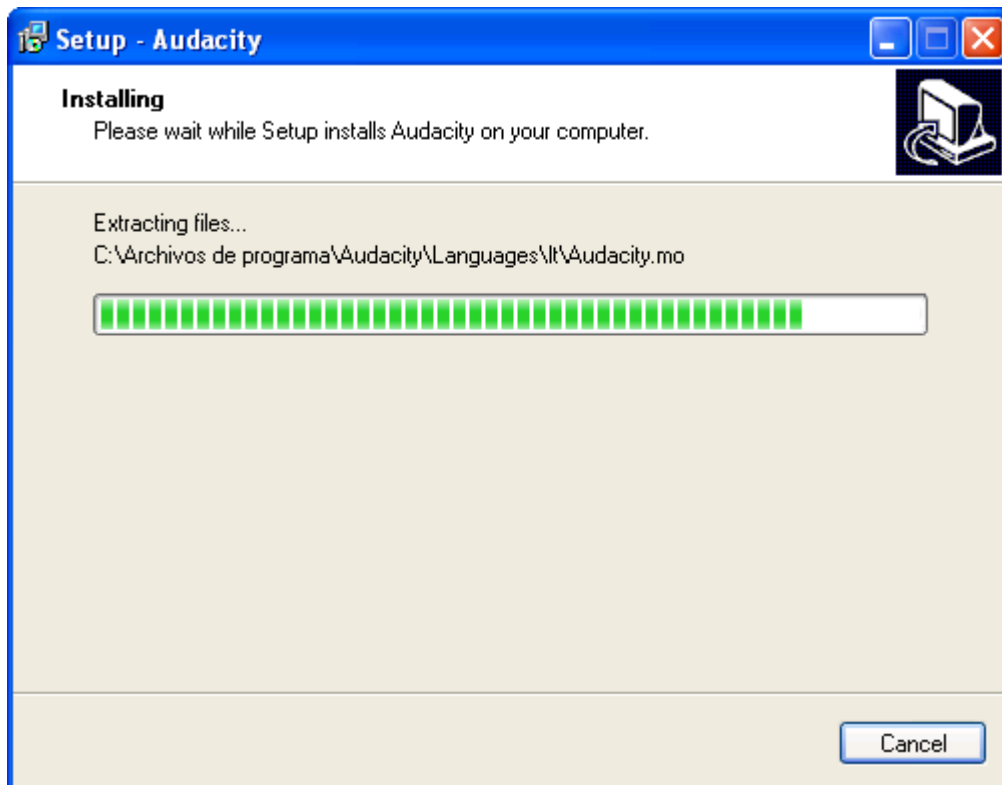 Setup - Audacity
Installing
Please wait while Setup installs Audacity on your computer.
Extracting files...
C:\Archivos de programa\Audacity\Languages\lt\Audacity.mo
Cancel